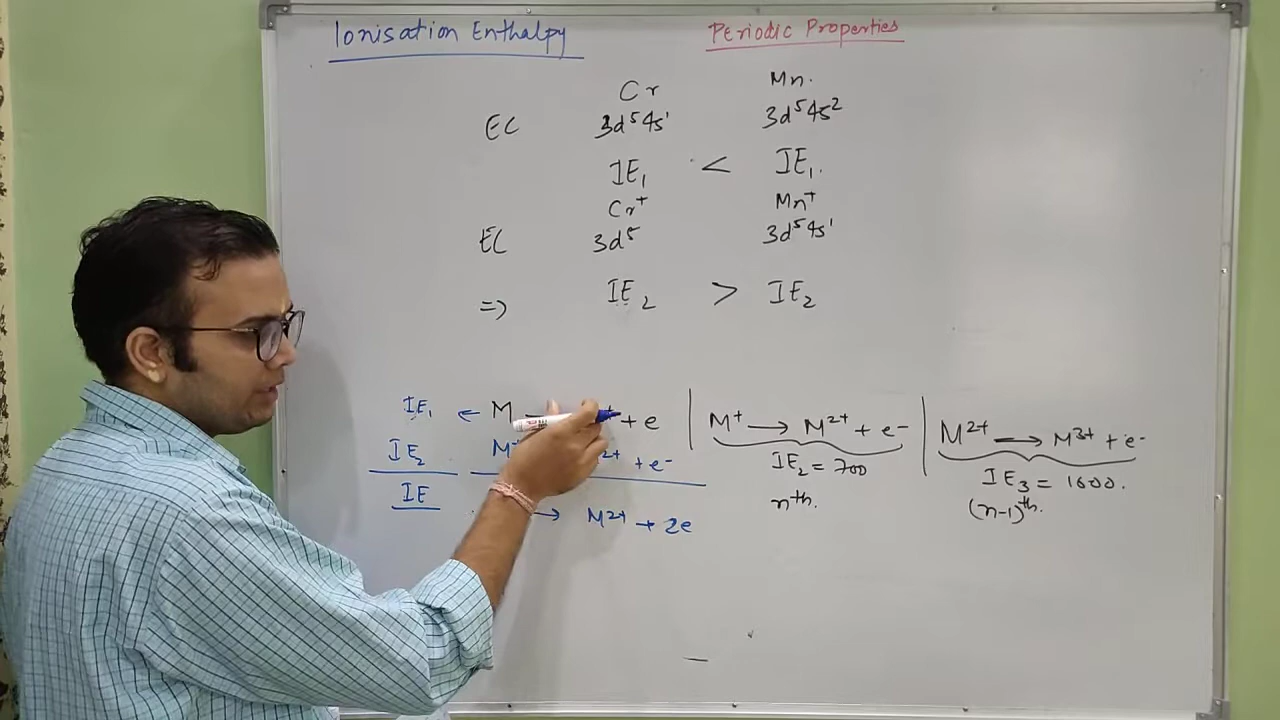 Ionisation Enthalpy
Periodic Properties
Cr Mn.
EC 3d⁵4s¹ 3d⁵4s²
IE₁ < IE₁.
Cr⁺ Mn⁺
EC 3d⁵ 3d⁵4s¹
=> IE₂ > IE₂
IE₁ ← M + e
IE₂ M⁺ 2+ + e⁻
IE → M²⁺ + 2e
M⁺ → M²⁺ + e⁻
IE₂ = 700
nᵗʰ.
M²⁺ → M³⁺ + e⁻
IE₃ = 1600.
(n-1)ᵗʰ.